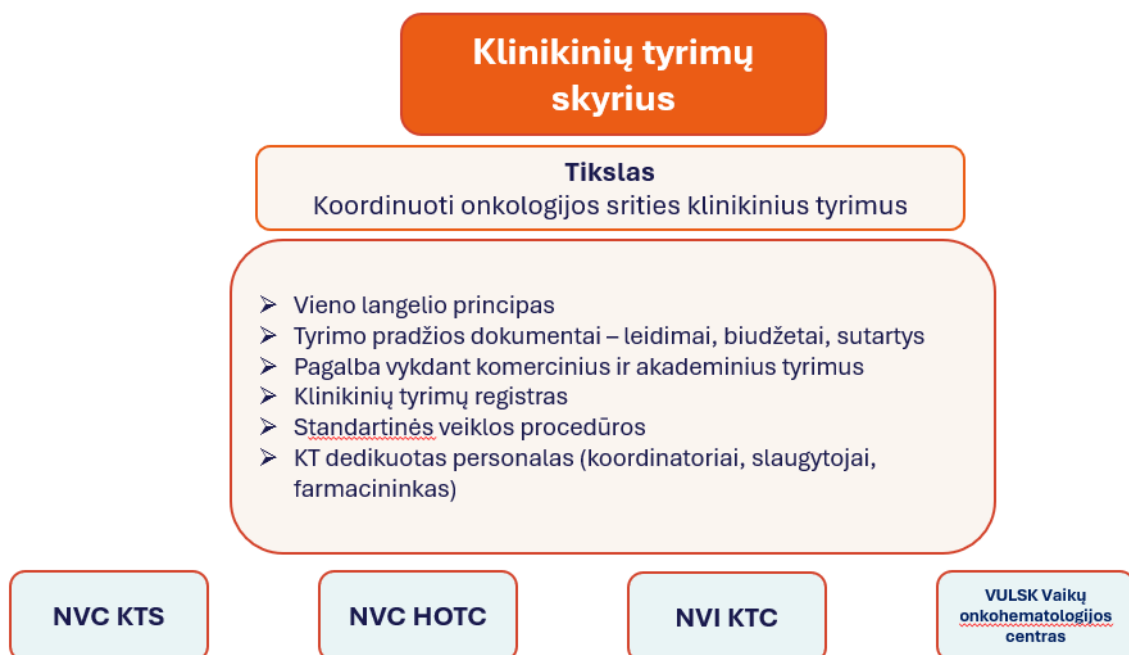 Klinikinių tyrimų
skyrius
Tikslas
Koordinuoti onkologijos srities klinikinius tyrimus
➢ Vieno langelio principas
➢ Tyrimo pradžios dokumentai – leidimai, biudžetai, sutartys
➢ Pagalba vykdant komercinius ir akademinius tyrimus
➢ Klinikinių tyrimų registras
➢ Standartinės veiklos procedūros
➢ KT dedikuotas personalas (koordinatoriai, slaugytojai,
farmacininkas)
NVC KTS
NVC HOTC
NVI KTC
VULSK Vaikų
onkohematologijos
centras